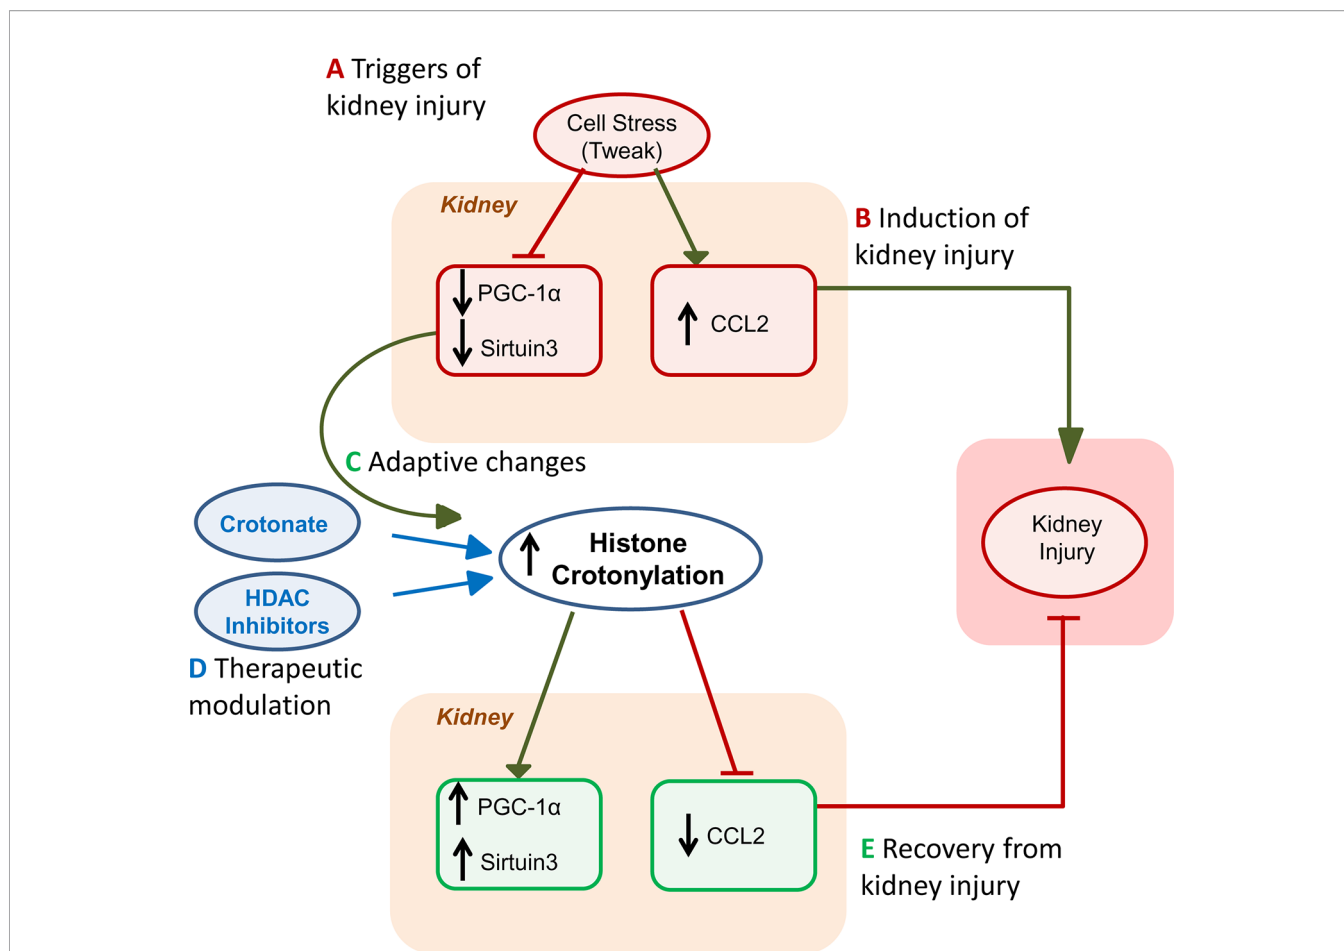 A Triggers of
kidney injury
Cell Stress
(Tweak)
Kidney
B Induction of
kidney injury
PGC-1α
Sirtuin3
CCL2
C Adaptive changes
Crotonate
HDAC
Inhibitors
D Therapeutic
modulation
Histone
Crotonylation
Kidney
Injury
Kidney
PGC-1α
Sirtuin3
CCL2
E Recovery from
kidney injury